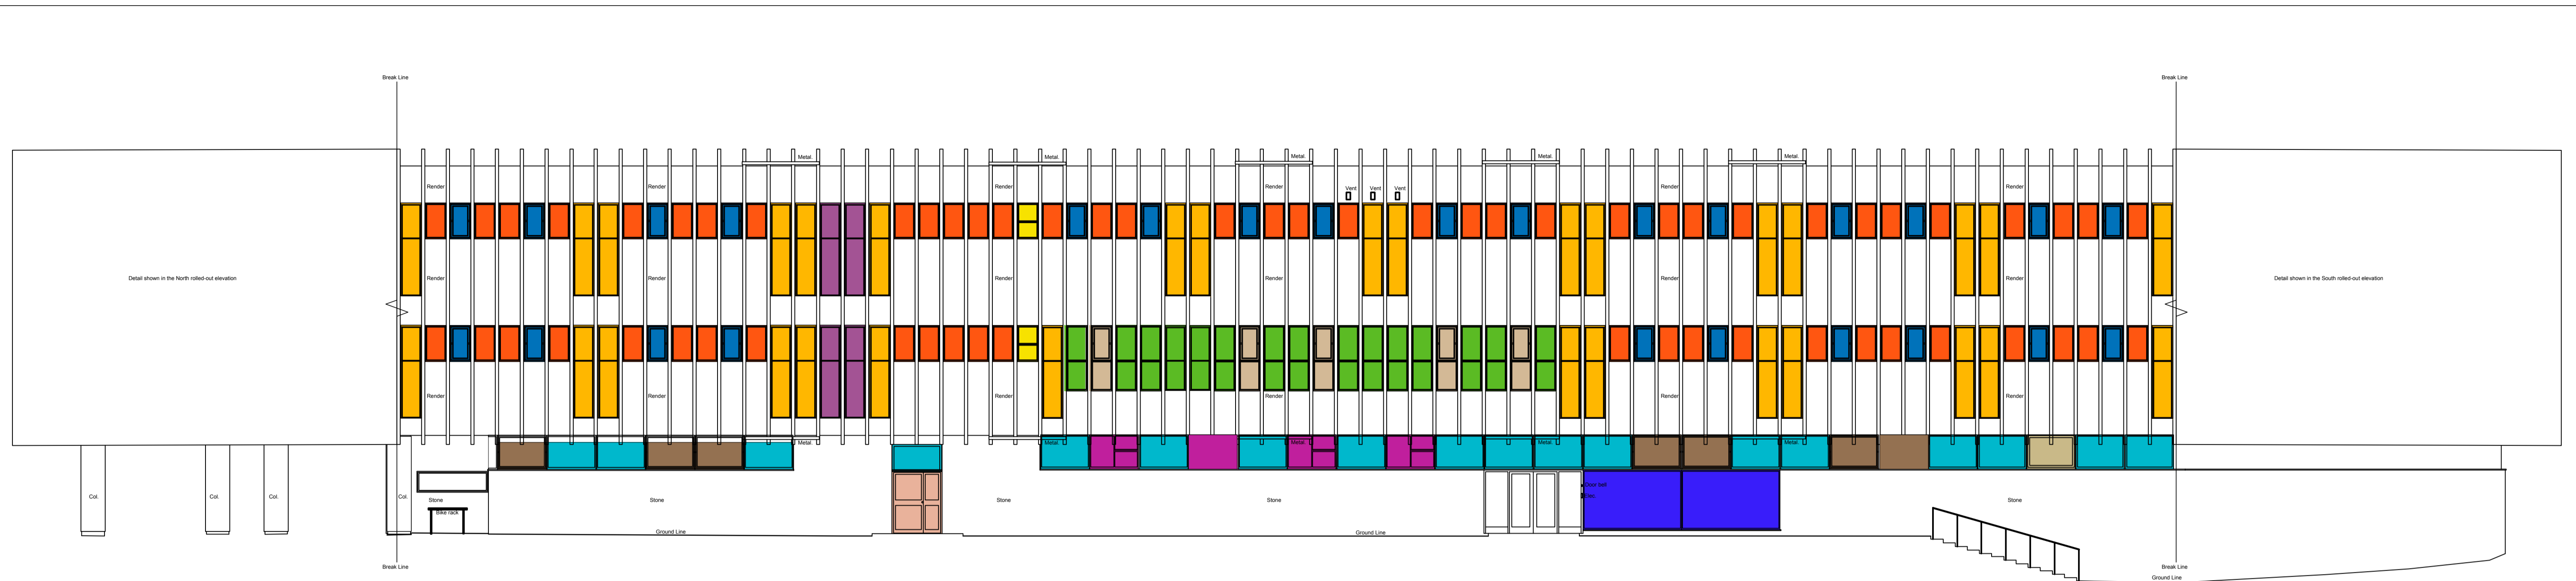 Break Line
Break Line
Metal.
Metal.
Metal.
Metal.
Metal.
Render
Render
Render
Render
Render
Render
Vent
Vent
Vent
Detail shown in the North rolled-out elevation
Render
Render
Render
Render
Render
Render
Detail shown in the South rolled-out elevation
Render
Render
Render
Render
Render
Render
Metal.
Metal.
Metal.
Metal.
Metal.
Col.
Col.
Col.
Col.
Stone
Stone
Stone
Stone
Stone
Door bell
Elec.
Bike rack
Ground Line
Ground Line
Break Line
Break Line
Ground Line